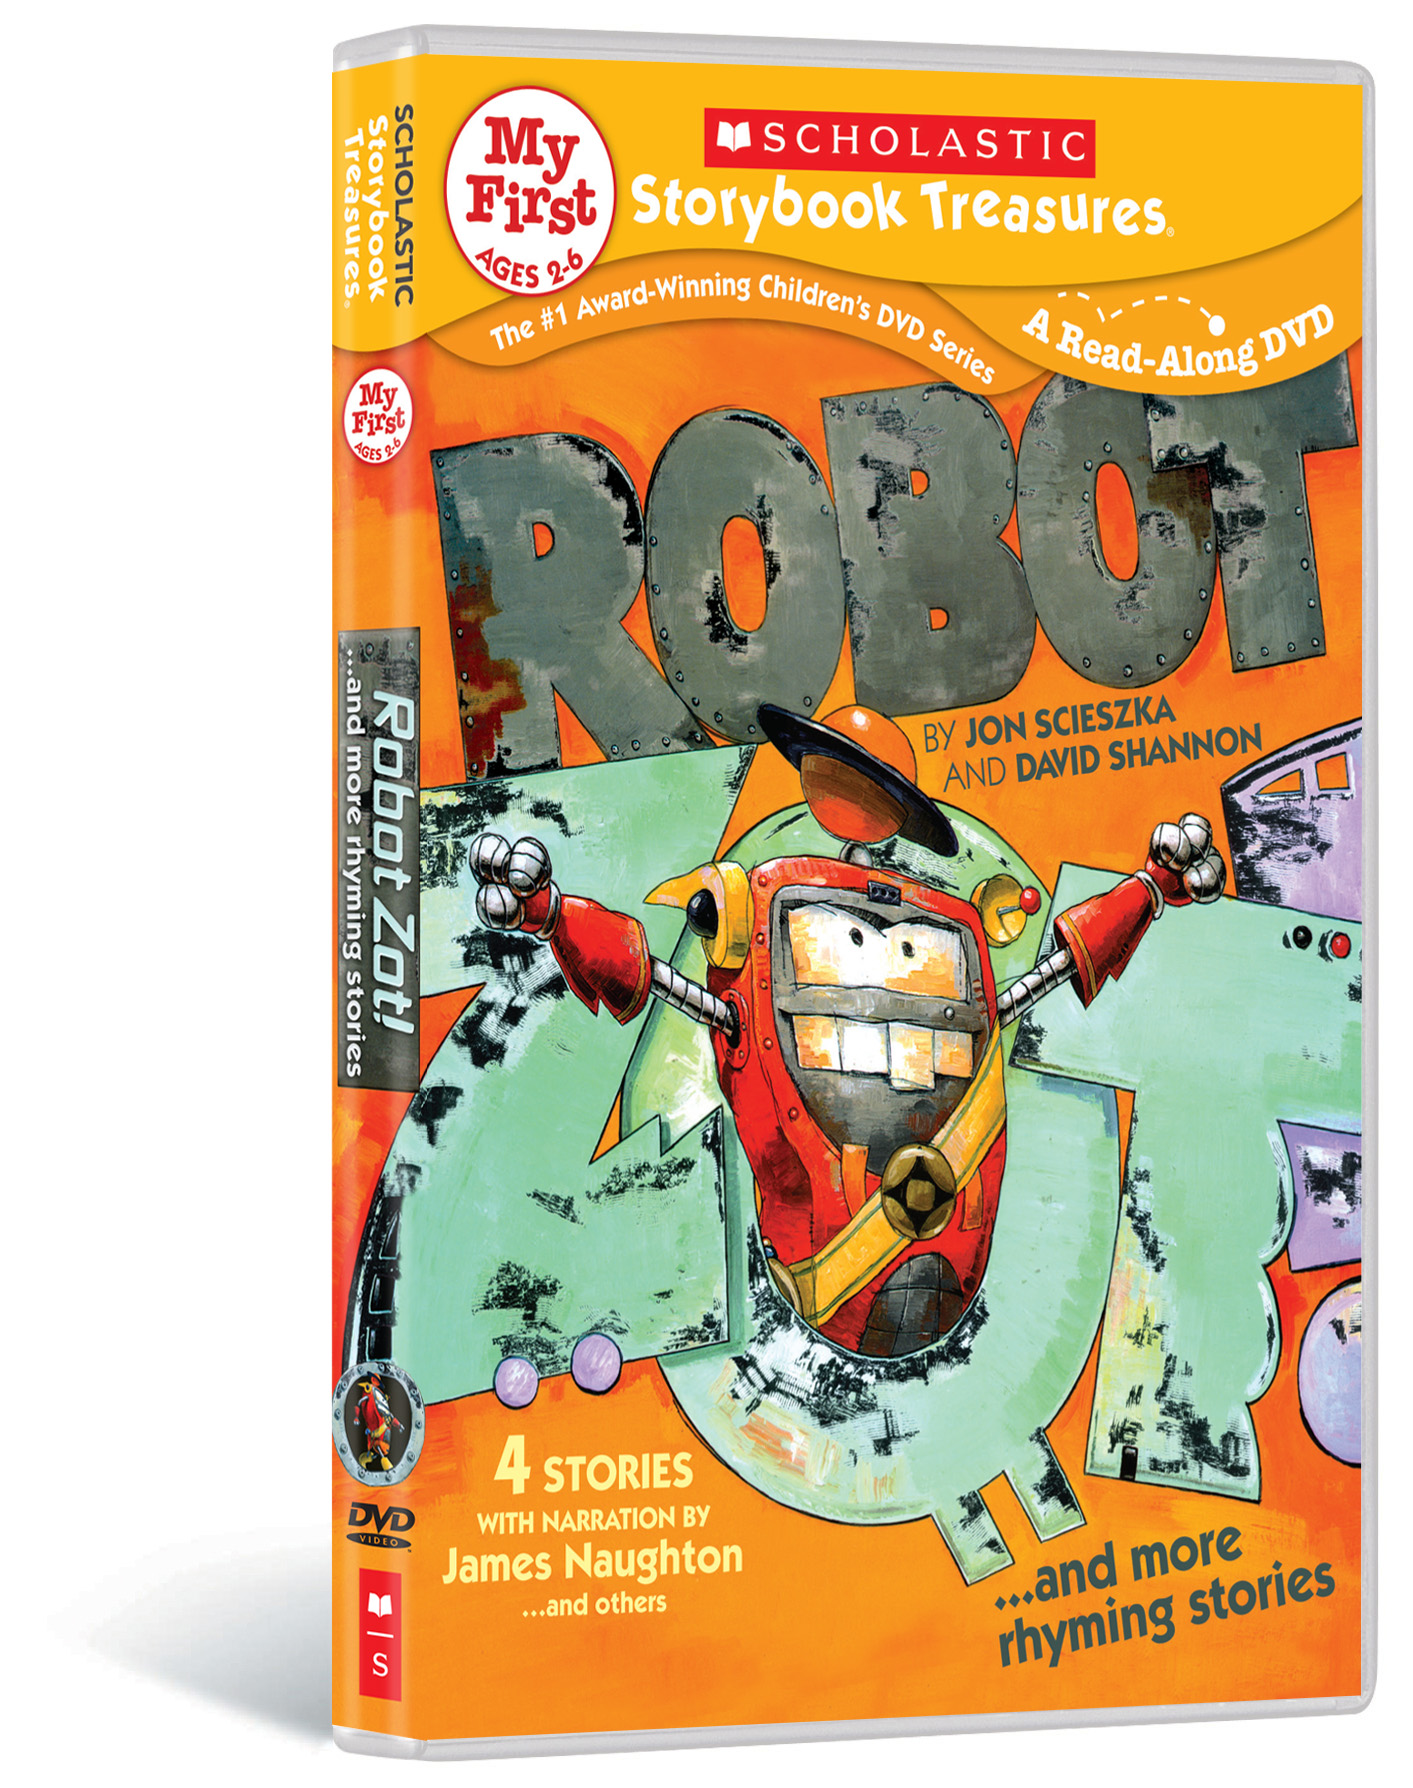 SCHOLASTIC
Storybook
Treasures®
My
First
AGES 2-6
Robot Zot!
...and more rhyming stories
DVD
VIDEO
S
My
First
AGES 2-6
SCHOLASTIC
Storybook Treasures®
The #1 Award-Winning Children's DVD Series
A Read-Along DVD
ROBOT
BY JON SCIESZKA
AND DAVID SHANNON
ZOT!
4 STORIES
WITH NARRATION BY
James Naughton
...and others
...and more
rhyming stories